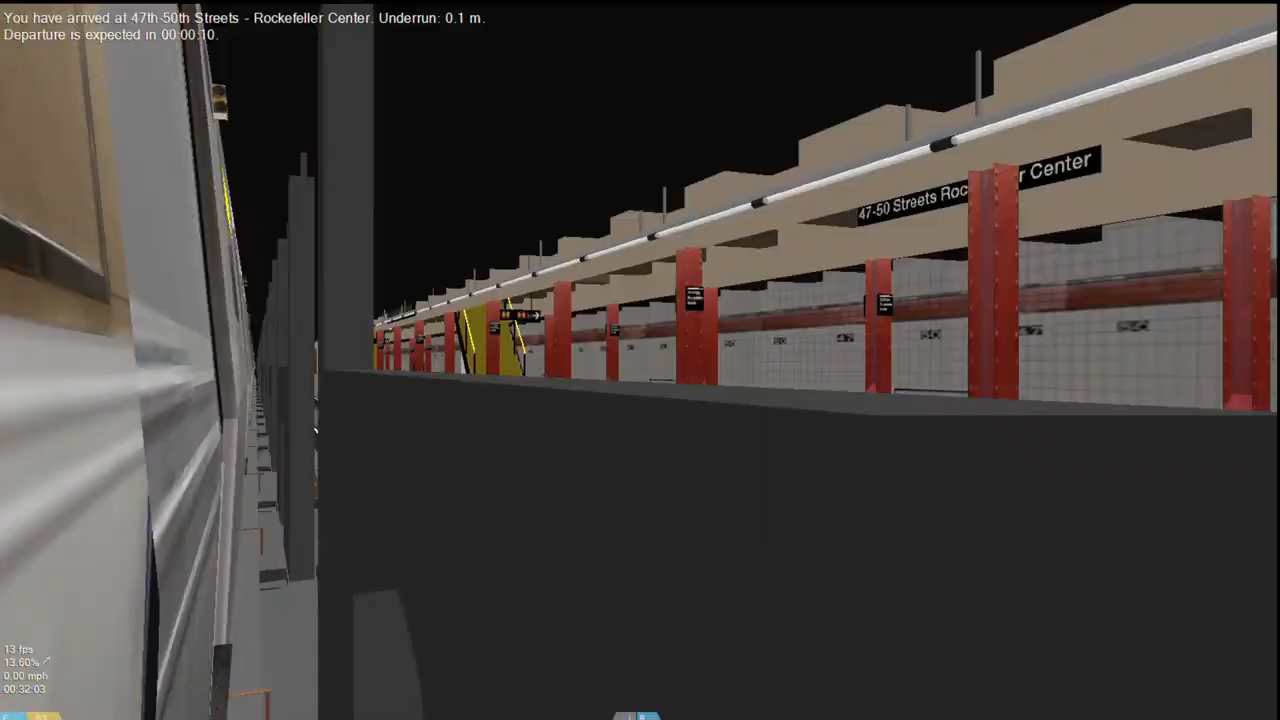 You have arrived at 47th-50th Streets - Rockefeller Center. Underrun: 0.1 m.
Departure is expected in 00:00:10.
47-50 Streets Roc r Center
13 fps
13.60%
0.00 mph
00:32:03